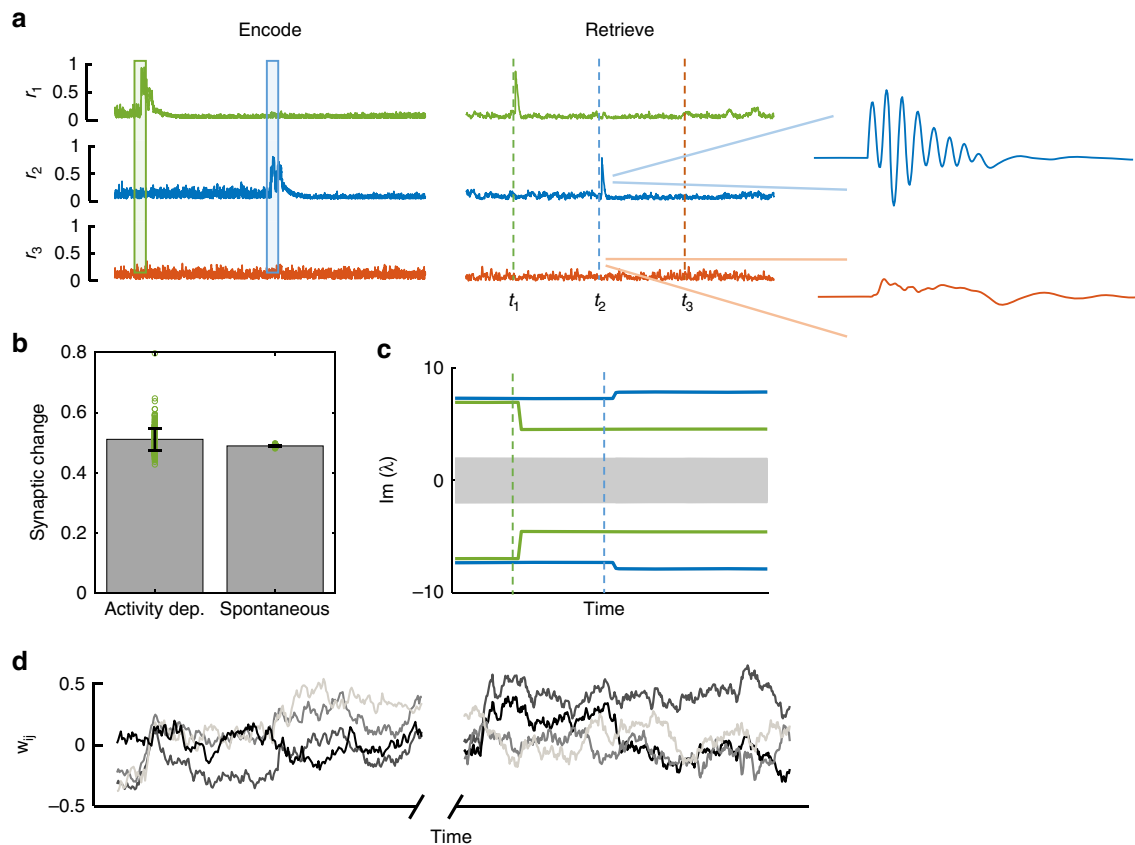 a
Encode
Retrieve
1
0.5
0
r1
1
0.5
0
r2
1
0.5
0
r3
t1
t2
t3
b
0.8
0.6
0.4
0.2
0
Synaptic change
Activity dep.
Spontaneous
c
10
0
−10
Im (λ)
Time
d
0.5
0
−0.5
wij
Time